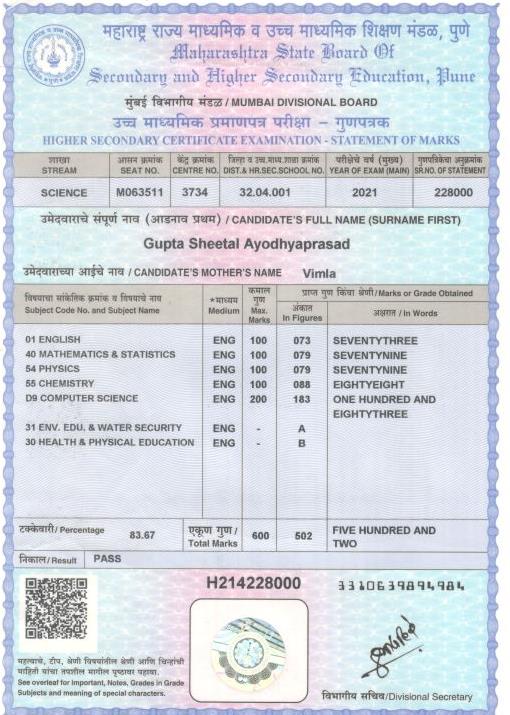 महाराष्ट्र राज्य माध्यमिक व उच्च माध्यमिक शिक्षण मंडळ, पुणे
Maharashtra State Board Of
Secondary and Higher Secondary Education, Pune
मुंबई विभागीय मंडळ / MUMBAI DIVISIONAL BOARD
उच्च माध्यमिक प्रमाणपत्र परीक्षा - गुणपत्रक
HIGHER SECONDARY CERTIFICATE EXAMINATION - STATEMENT OF MARKS
शाखा आसन क्रमांक केंद्र क्रमांक जिल्हा व उच्च.माध्य.शाळा क्रमांक परीक्षेचे वर्ष (मुख्य) गुणपत्रिकेचा अनुक्रमांक
STREAM SEAT NO. CENTRE NO. DIST.& HR.SEC.SCHOOL NO. YEAR OF EXAM (MAIN) SR.NO. OF STATEMENT
SCIENCE M063511 3734 32.04.001 2021 228000
उमेदवाराचे संपूर्ण नाव (आडनाव प्रथम) / CANDIDATE'S FULL NAME (SURNAME FIRST)
Gupta Sheetal Ayodhyaprasad
उमेदवाराच्या आईचे नाव / CANDIDATE'S MOTHER'S NAME Vimla
विषयाचा सांकेतिक क्रमांक व विषयाचे नाव
Subject Code No. and Subject Name
*माध्यम
Medium
कमाल
गुण
Max.
Marks
प्राप्त गुण किंवा श्रेणी/Marks or Grade Obtained
अंकात
In Figures
अक्षरात / In Words
01 ENGLISH ENG 100 073 SEVENTYTHREE
40 MATHEMATICS & STATISTICS ENG 100 079 SEVENTYNINE
54 PHYSICS ENG 100 079 SEVENTYNINE
55 CHEMISTRY ENG 100 088 EIGHTYEIGHT
D9 COMPUTER SCIENCE ENG 200 183 ONE HUNDRED AND
EIGHTYTHREE
31 ENV. EDU. & WATER SECURITY ENG - A
30 HEALTH & PHYSICAL EDUCATION ENG - B
टक्केवारी/ Percentage 83.67 एकूण गुण /
Total Marks 600 502 FIVE HUNDRED AND
TWO
निकाल/Result PASS
H214228000
3310639894984
महत्वाचे, टीप, श्रेणी विषयांतील श्रेणी आणि चिन्हांची
माहिती यांचा तपशील मागील पृष्ठावर पहावा.
See overleaf for Important, Notes, Grades in Grade
Subjects and meaning of special characters.
विभागीय सचिव/Divisional Secretary